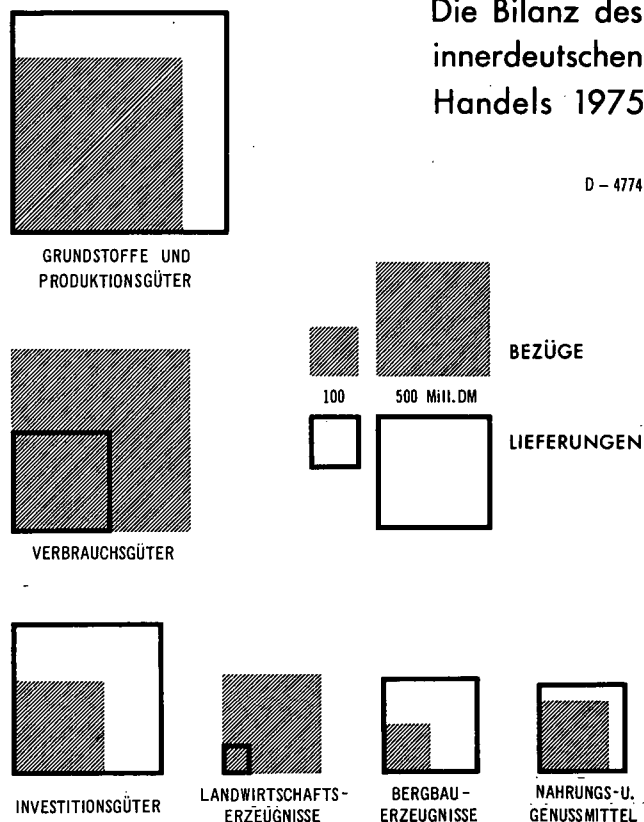 Die Bilanz des
innerdeutschen
Handels 1975
D – 4774
GRUNDSTOFFE UND
PRODUKTIONSGÜTER
BEZÜGE
100 500 Mill. DM
LIEFERUNGEN
VERBRAUCHSGÜTER
INVESTITIONSGÜTER
LANDWIRTSCHAFTS-
ERZEÜGNISSE
BERGBAU-
ERZEUGNISSE
NAHRUNGS-U.
GENUSSMITTEL